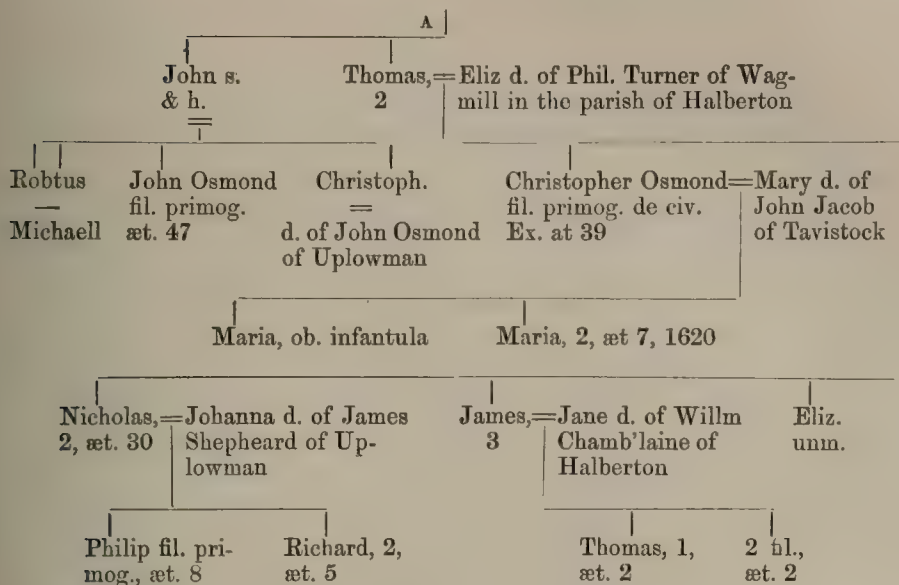 A
John s.
& h.
Thomas,=Eliz d. of Phil. Turner of Wag-
2
mill in the parish of Halberton
Robtus
—
Michaell
John Osmond
fil. primog.
æt. 47
Christoph.
=
d. of John Osmond
of Uplowman
Christopher Osmond=Mary d. of
fil. primog. de civ.
Ex. at 39
John Jacob
of Tavistock
Maria, ob. infantula
Maria, 2, æt 7, 1620
Nicholas,=Johanna d. of James
2, æt. 30
Shepheard of Up-
lowman
James,=Jane d. of Willm
3
Chamb'laine of
Halberton
Eliz.
unm.
Philip fil. pri-
mog., æt. 8
Richard, 2,
æt. 5
Thomas, 1,
æt. 2
2 fil.,
æt. 2